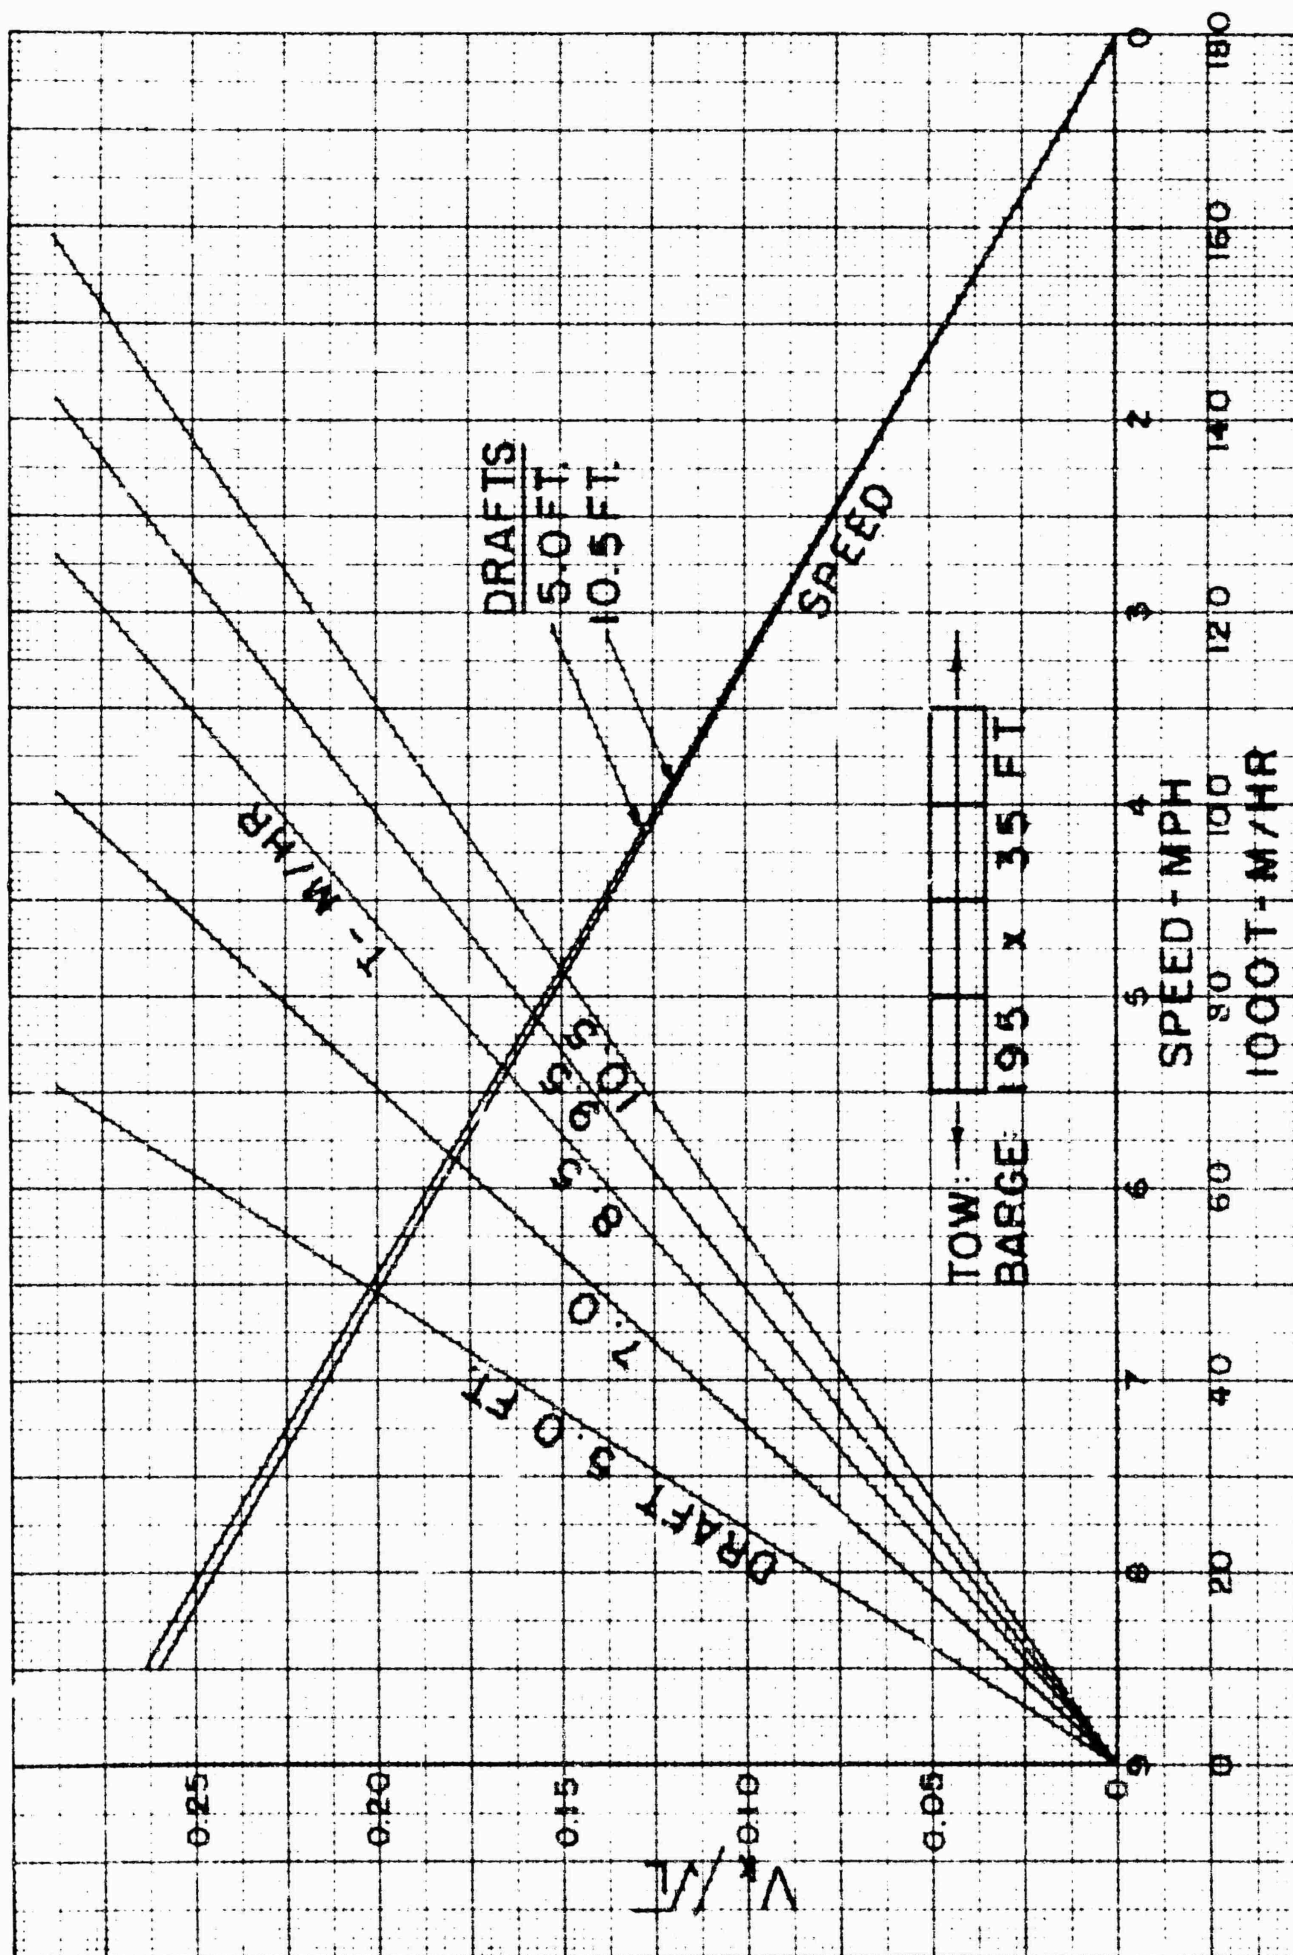 V_K/√L
0.25
0.20
0.15
0.10
0.05
0
T-M/HR
DRAFT 5.0 FT.
7.0
8.5
9.5
10.5
DRAFTS
5.0 FT.
10.5 FT.
SPEED
TOW:
BARGE: 195 x 35 FT
9 8 7 6 5 4 3 2 0
SPEED-MPH
0 20 40 60 80 100 120 140 160 180
1000T-M/HR